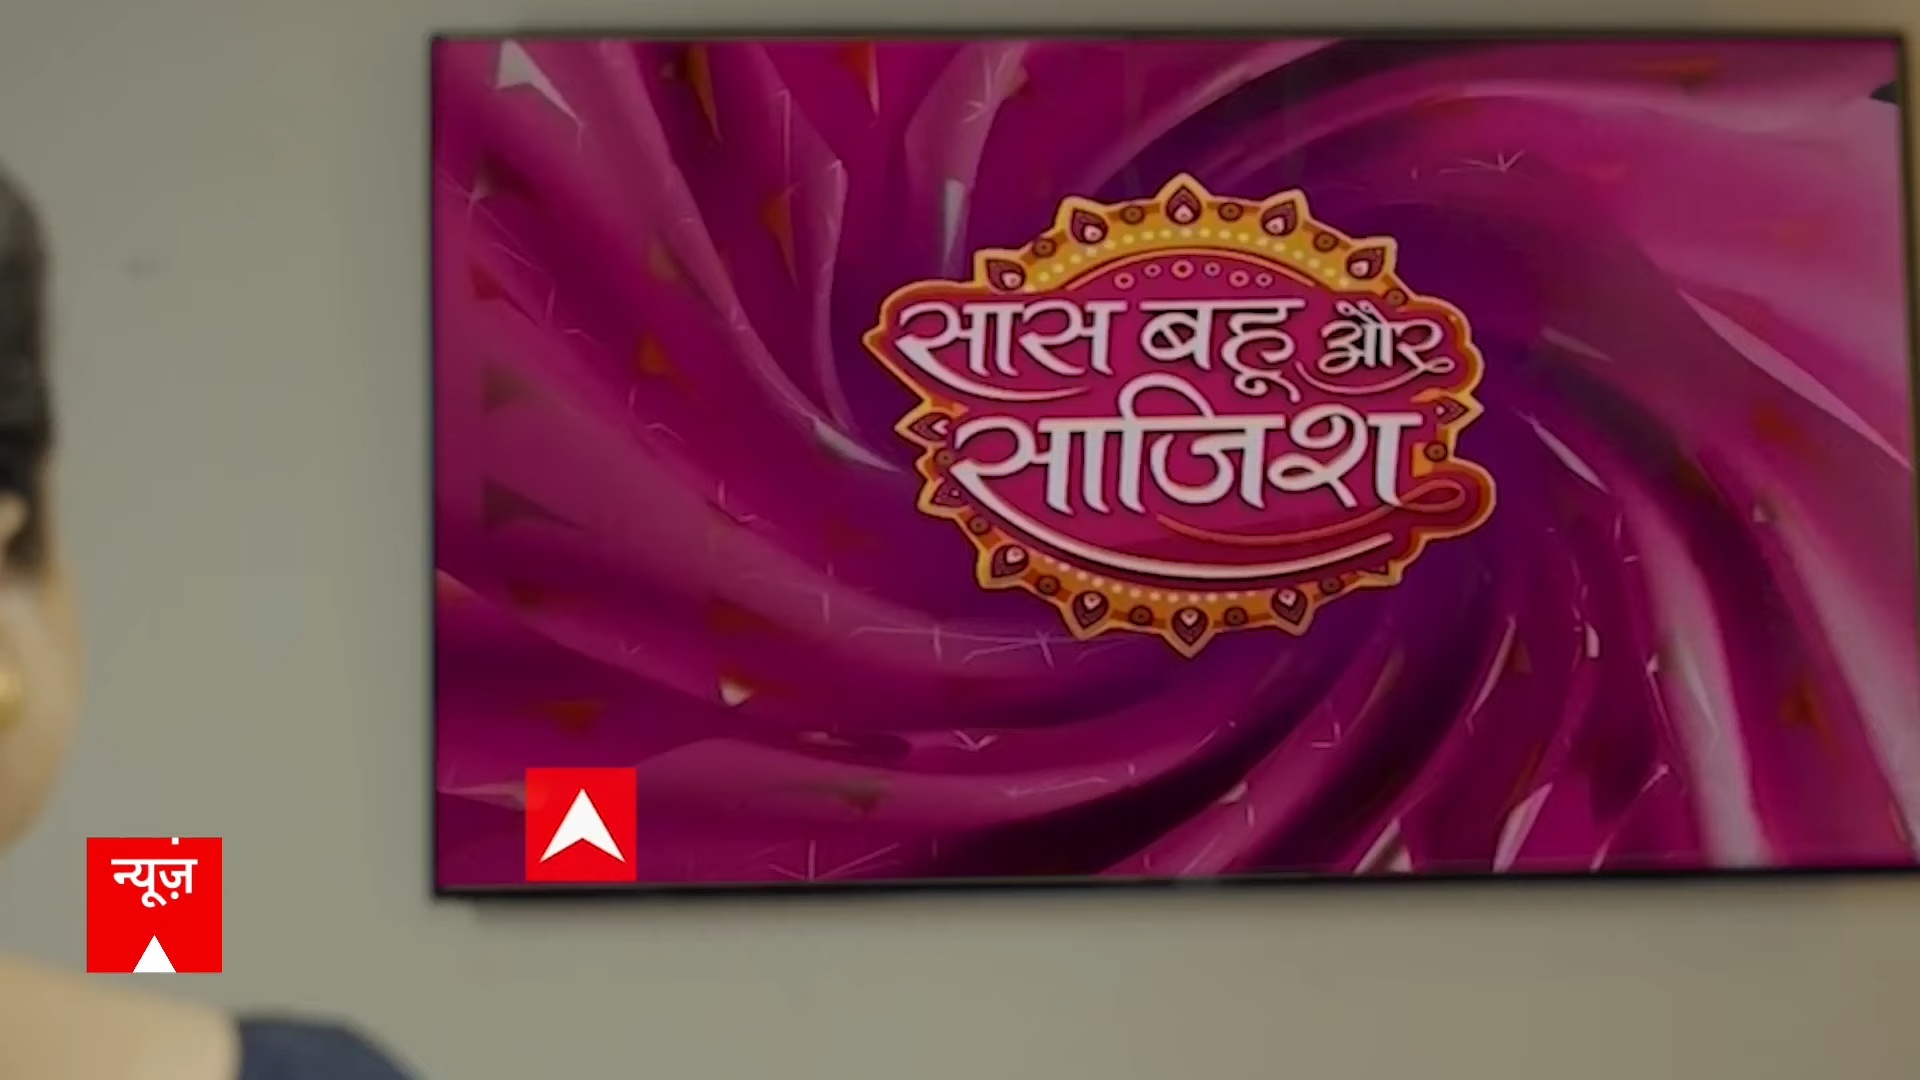 सास बहू और
साजिश
न्यूज़